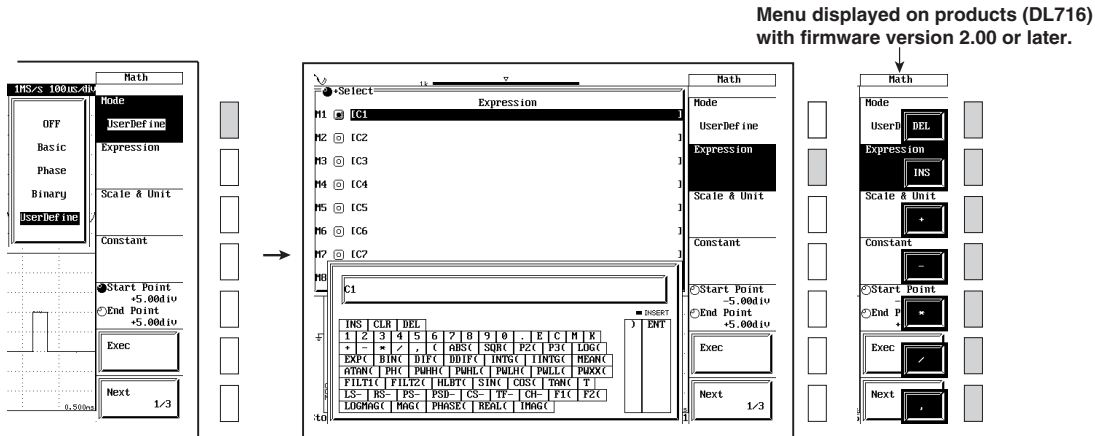 Menu displayed on products (DL716)
with firmware version 2.00 or later.
1MS/s 100us/div
OFF
Basic
Phase
Binary
UserDefine
0.500ms
Math
Mode
UserDefine
Expression
Scale & Unit
Constant
Start Point
+5.00div
End Point
+5.00div
Exec
Next
1/3
1k
+Select
Expression
M1 [C1 ]
M2 [C2 ]
M3 [C3 ]
M4 [C4 ]
M5 [C5 ]
M6 [C6 ]
M7 [C7 ]
M8
C1
INSERT
INS CLR DEL ) ENT
1 2 3 4 5 6 7 8 9 0 . E C M K
+ - * / , ( ABS( SQR( P2( P3( LOG(
EXP( BIN( DIF( DDIF( INTG( IINTG( MEAN(
ATAN( PH( PWHH( PWHL( PWLH( PWLL( PWXX(
FILT1( FILT2( HLBT( SIN( COS( TAN( T
LS- RS- PS- PSD- CS- TF- CH- F1( F2(
LOGMAG( MAG( PHASE( REAL( IMAG(
Math
Mode
UserDefine
Expression
Scale & Unit
Constant
Start Point
-5.00div
End Point
+5.00div
Exec
Next
1/3
Math
Mode
UserD DEL
Expression
INS
Scale & Unit
+
Constant
-
Start Point
End P *
Exec
/
Next ,